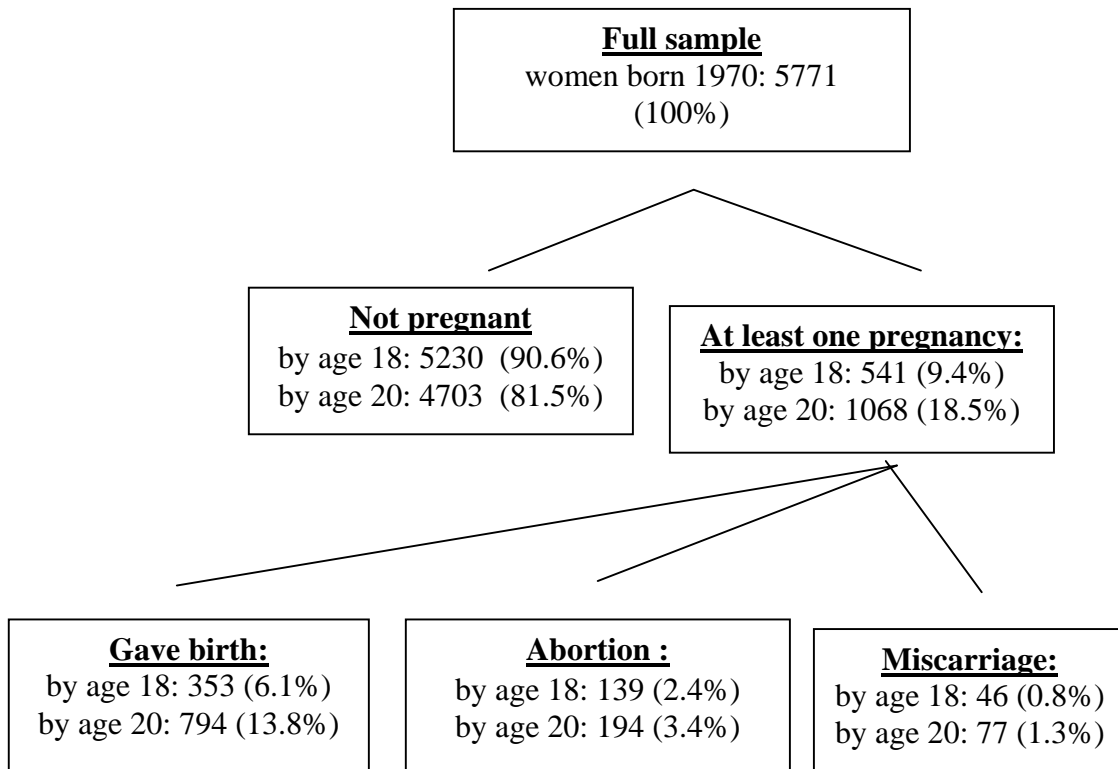 Full sample
women born 1970: 5771
(100%)
Not pregnant
by age 18: 5230  (90.6%)
by age 20: 4703  (81.5%)
At least one pregnancy:
by age 18: 541 (9.4%)
by age 20: 1068 (18.5%)
Gave birth:
by age 18: 353 (6.1%)
by age 20: 794 (13.8%)
Abortion :
by age 18: 139 (2.4%)
by age 20: 194 (3.4%)
Miscarriage:
by age 18: 46 (0.8%)
by age 20: 77 (1.3%)